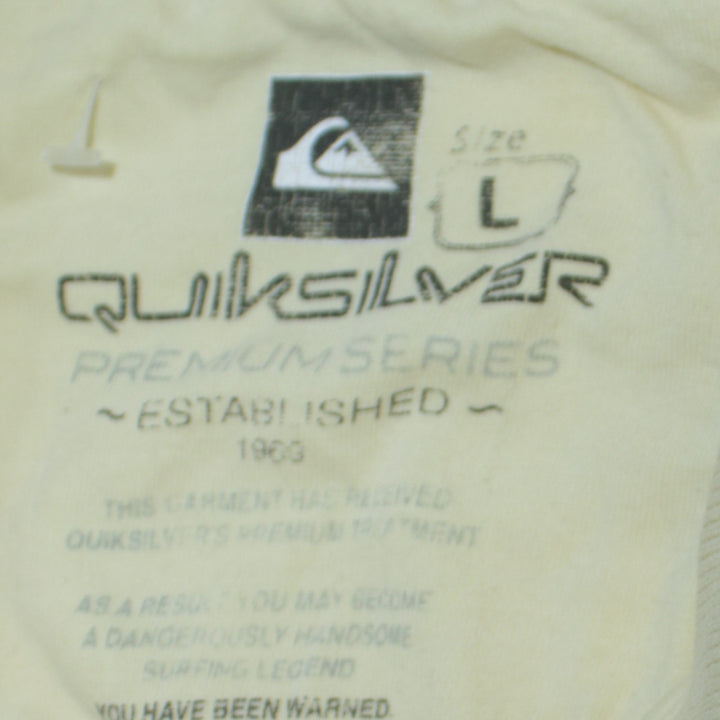 Size
L
QUIKSILVER
PREMIUM SERIES
~ ESTABLISHED ~
1969
THIS GARMENT HAS RECEIVED
QUIKSILVER'S PREMIUM TREATMENT
AS A RESULT YOU MAY BECOME
A DANGEROUSLY HANDSOME
SURFING LEGEND
YOU HAVE BEEN WARNED.